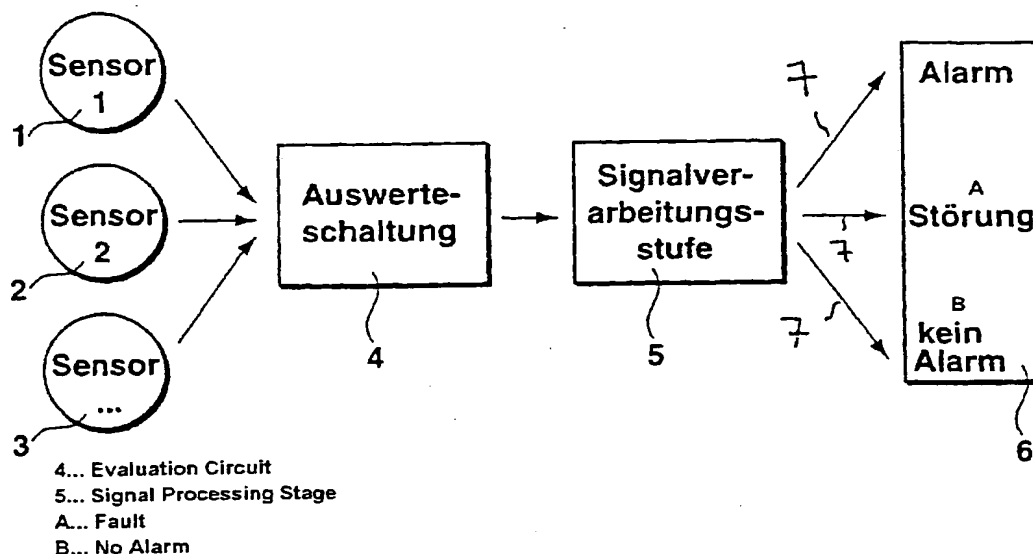 Sensor
1
1
Sensor
2
2
Sensor
...
3
Auswerte-
schaltung
4
Signalver-
arbeitungs-
stufe
5
7
7
7
Alarm
A
Störung
B
kein
Alarm
6
4... Evaluation Circuit
5... Signal Processing Stage
A... Fault
B... No Alarm